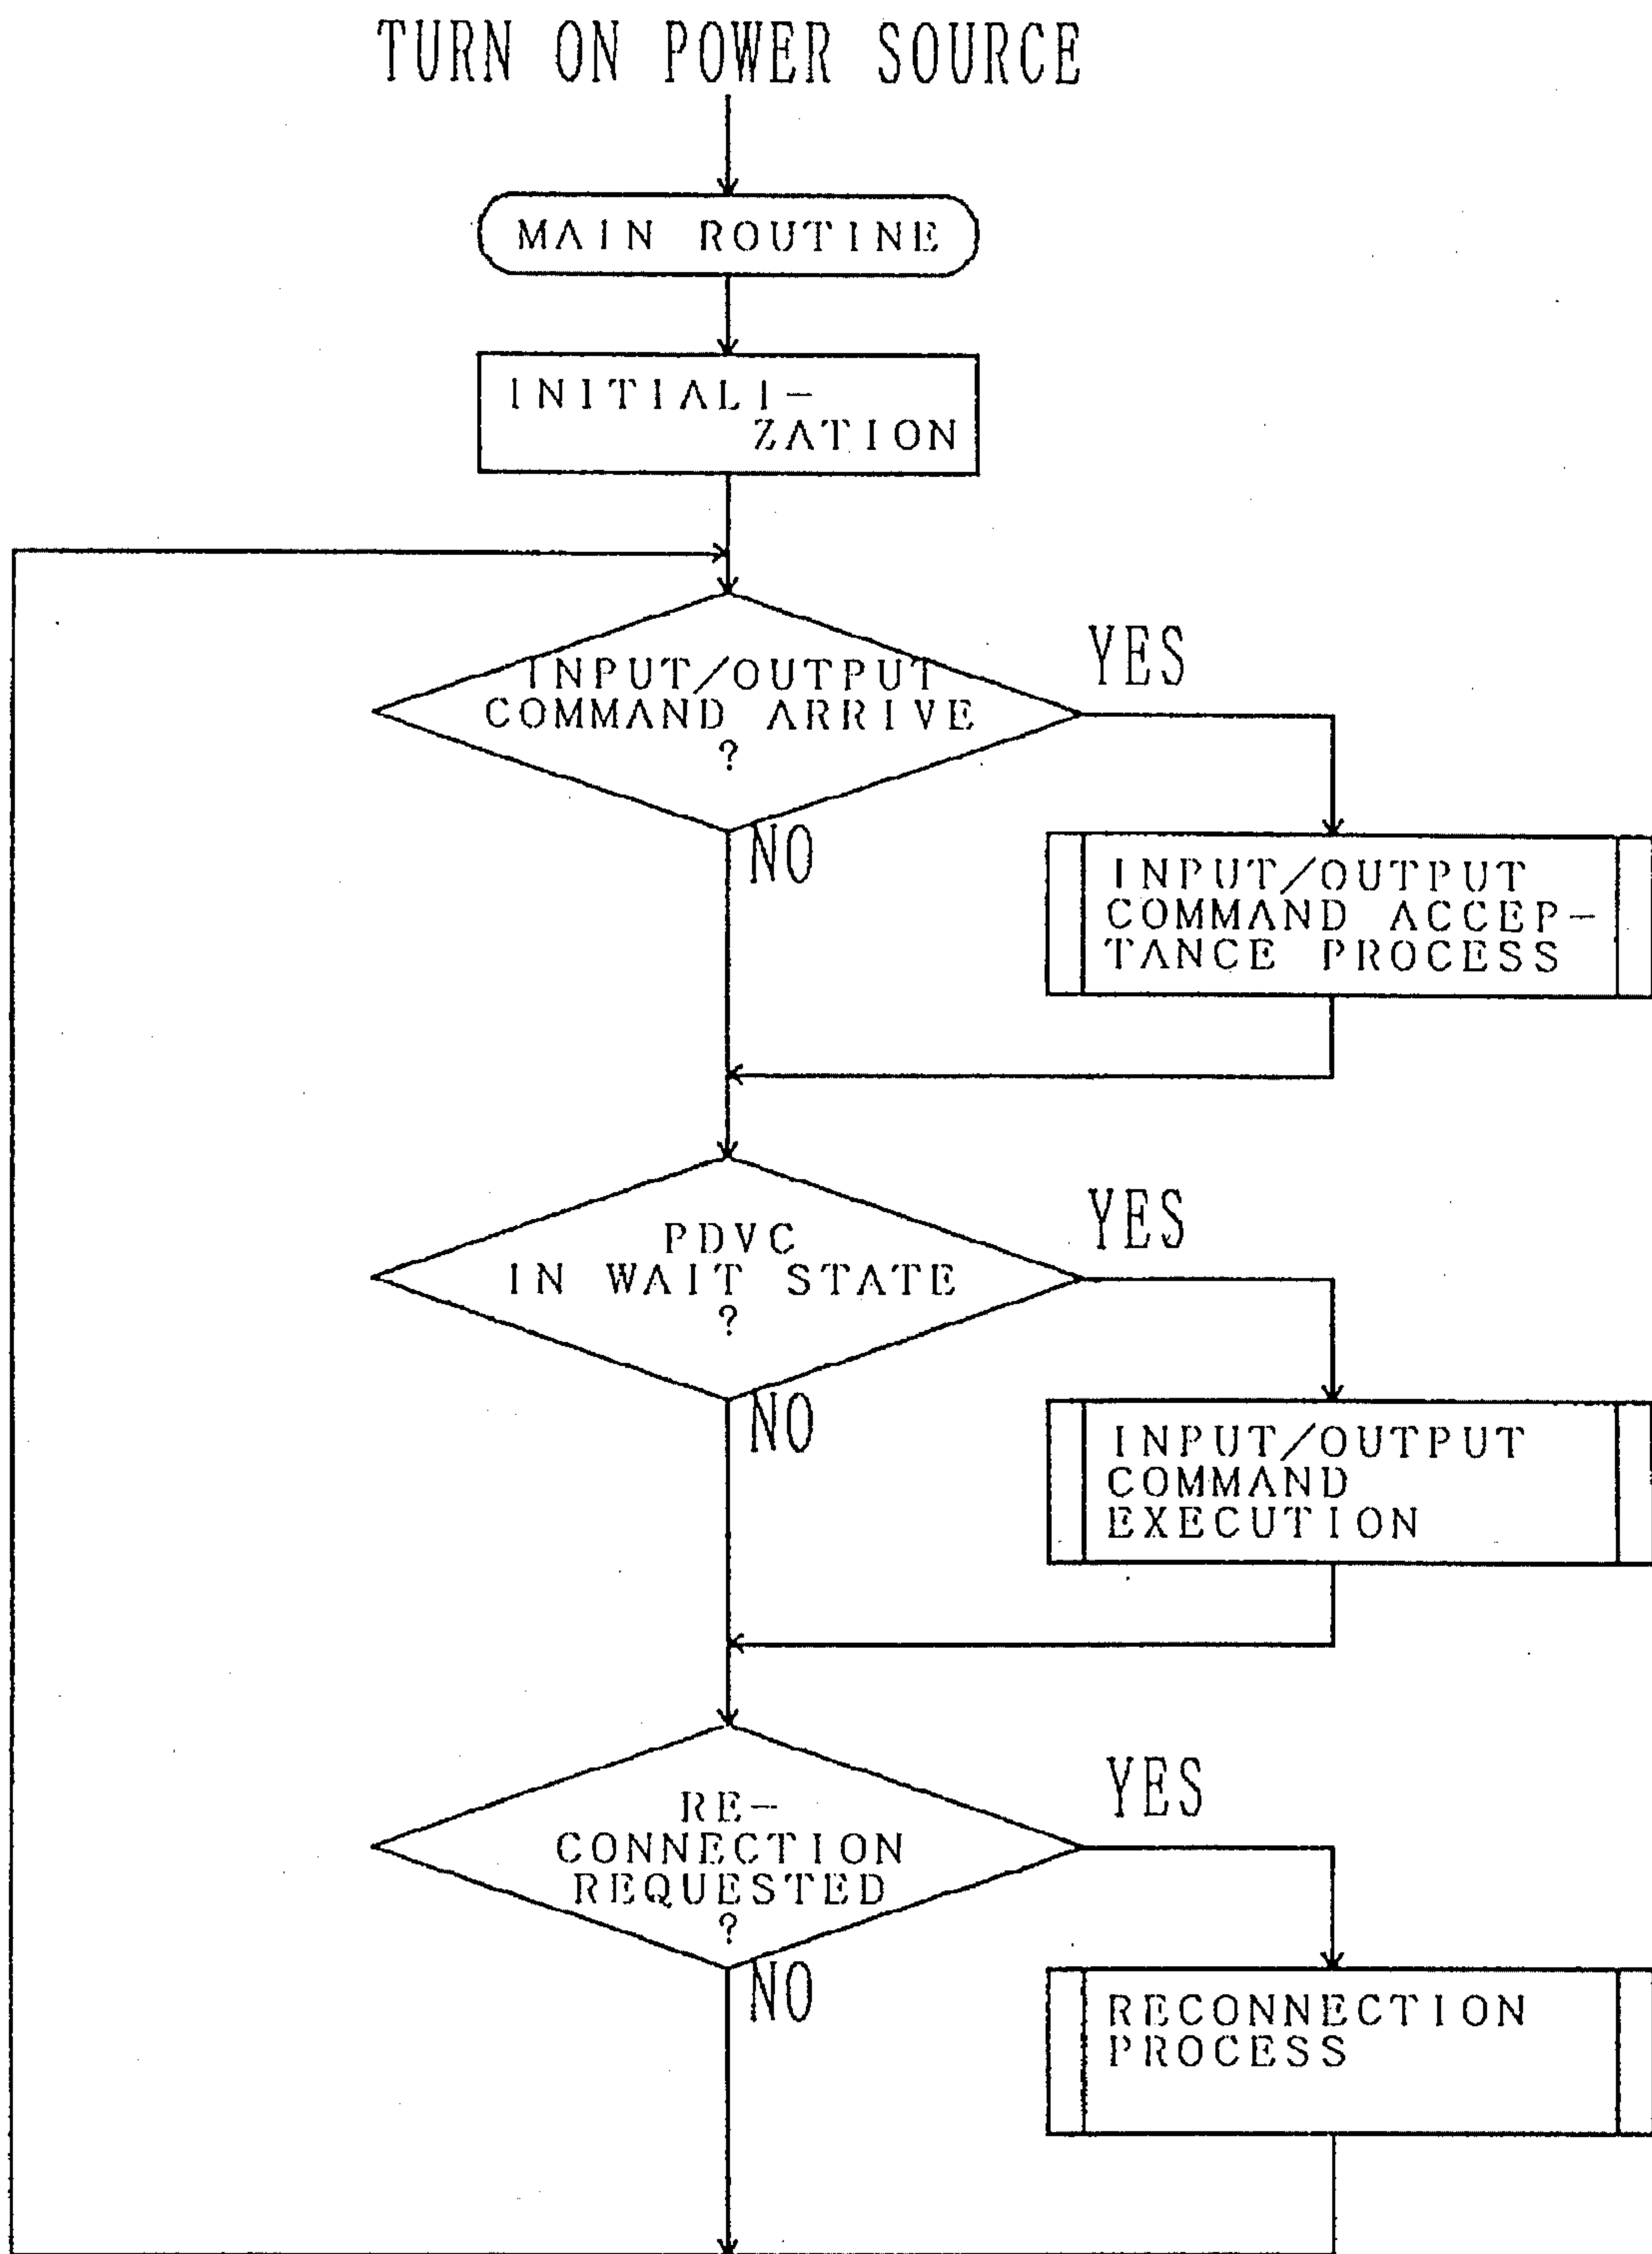 TURN ON POWER SOURCE
MAIN ROUTINE
INITIALI-
ZATION
INPUT/OUTPUT
COMMAND ARRIVE
?
YES
NO
INPUT/OUTPUT
COMMAND ACCEP-
TANCE PROCESS
PDVC
IN WAIT STATE
?
YES
NO
INPUT/OUTPUT
COMMAND
EXECUTION
RE-
CONNECTION
REQUESTED
?
YES
NO
RECONNECTION
PROCESS